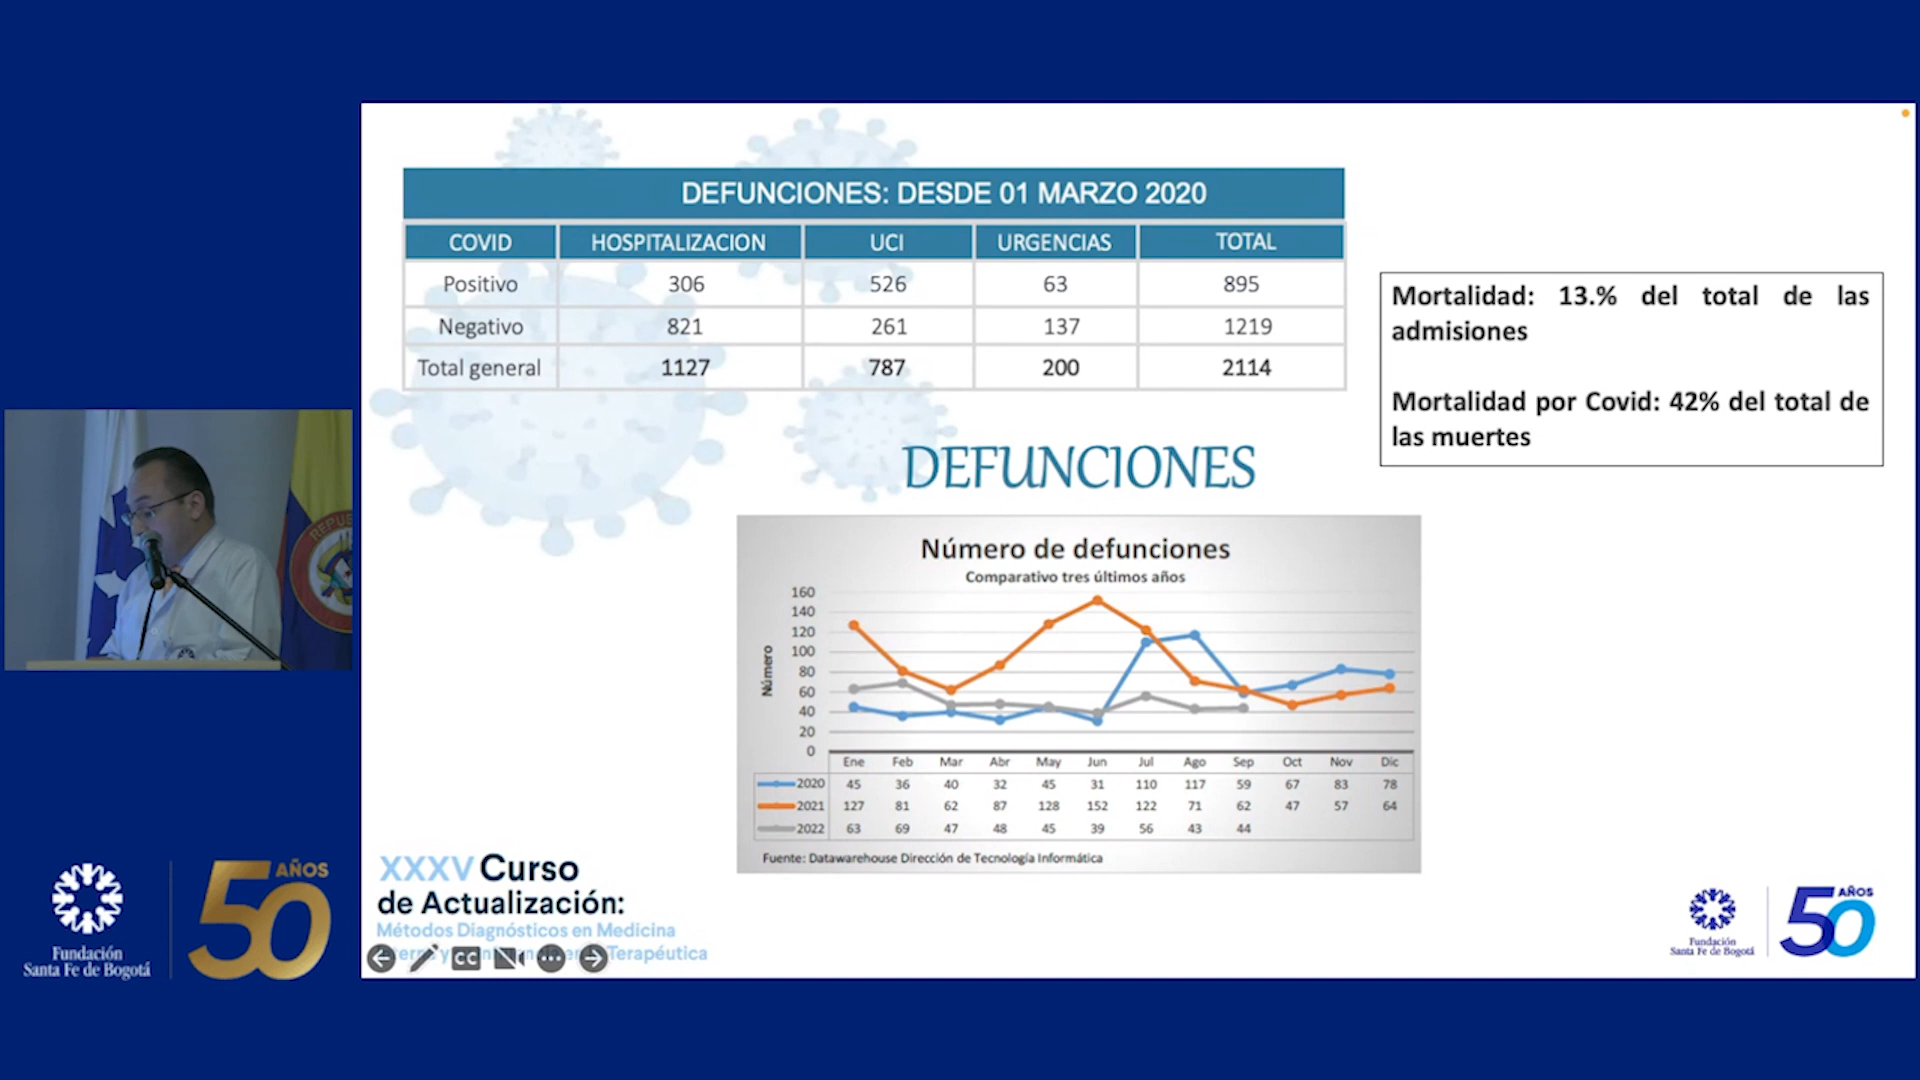 DEFUNCIONES: DESDE 01 MARZO 2020
COVID HOSPITALIZACION UCI URGENCIAS TOTAL
Positivo 306 526 63 895
Negativo 821 261 137 1219
Total general 1127 787 200 2114
Mortalidad: 13.% del total de las
admisiones
Mortalidad por Covid: 42% del total de
las muertes
DEFUNCIONES
Número de defunciones
Comparativo tres últimos años
Número
160
140
120
100
80
60
40
20
0
Ene Feb Mar Abr May Jun Jul Ago Sep Oct Nov Dic
2020 45 36 40 32 45 31 110 117 59 67 83 78
2021 127 81 62 87 128 152 122 71 62 47 57 64
2022 63 69 47 48 45 39 56 43 44
Fuente: Datawarehouse Dirección de Tecnología Informática
REPUB
XXXV Curso
de Actualización:
Métodos Diagnósticos en Medicina
Terapéutica
CC
Fundación
Santa Fe de Bogotá
50 AÑOS
Fundación
Santa Fe de Bogotá
50 AÑOS